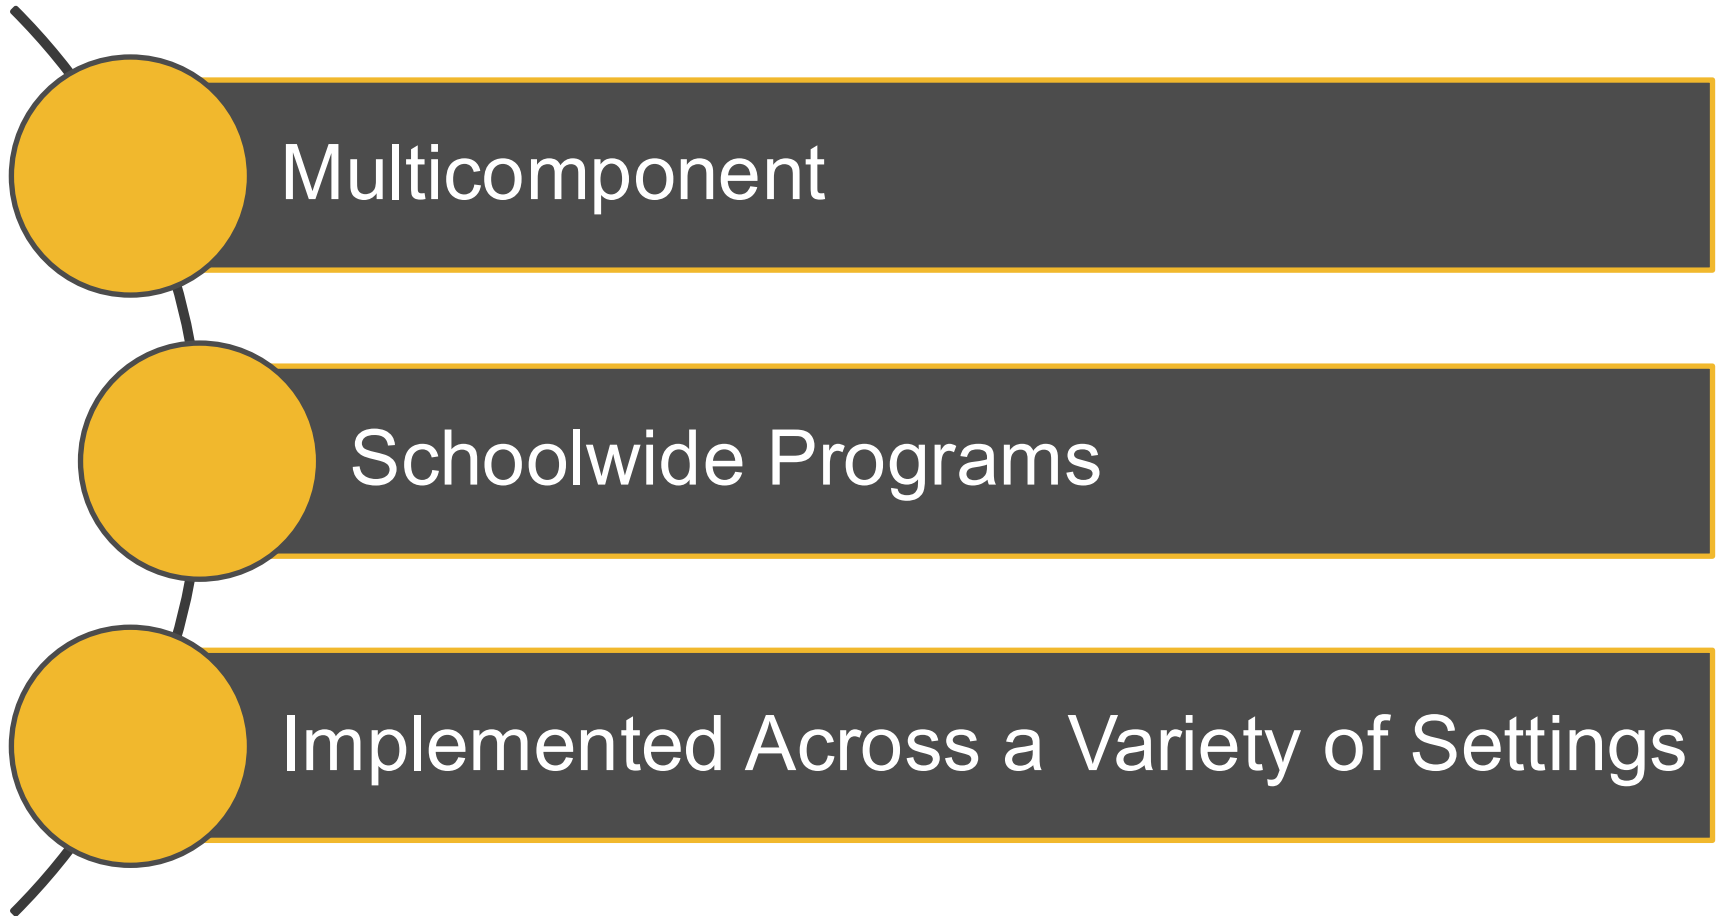 Multicomponent
Schoolwide Programs
Implemented Across a Variety of Settings